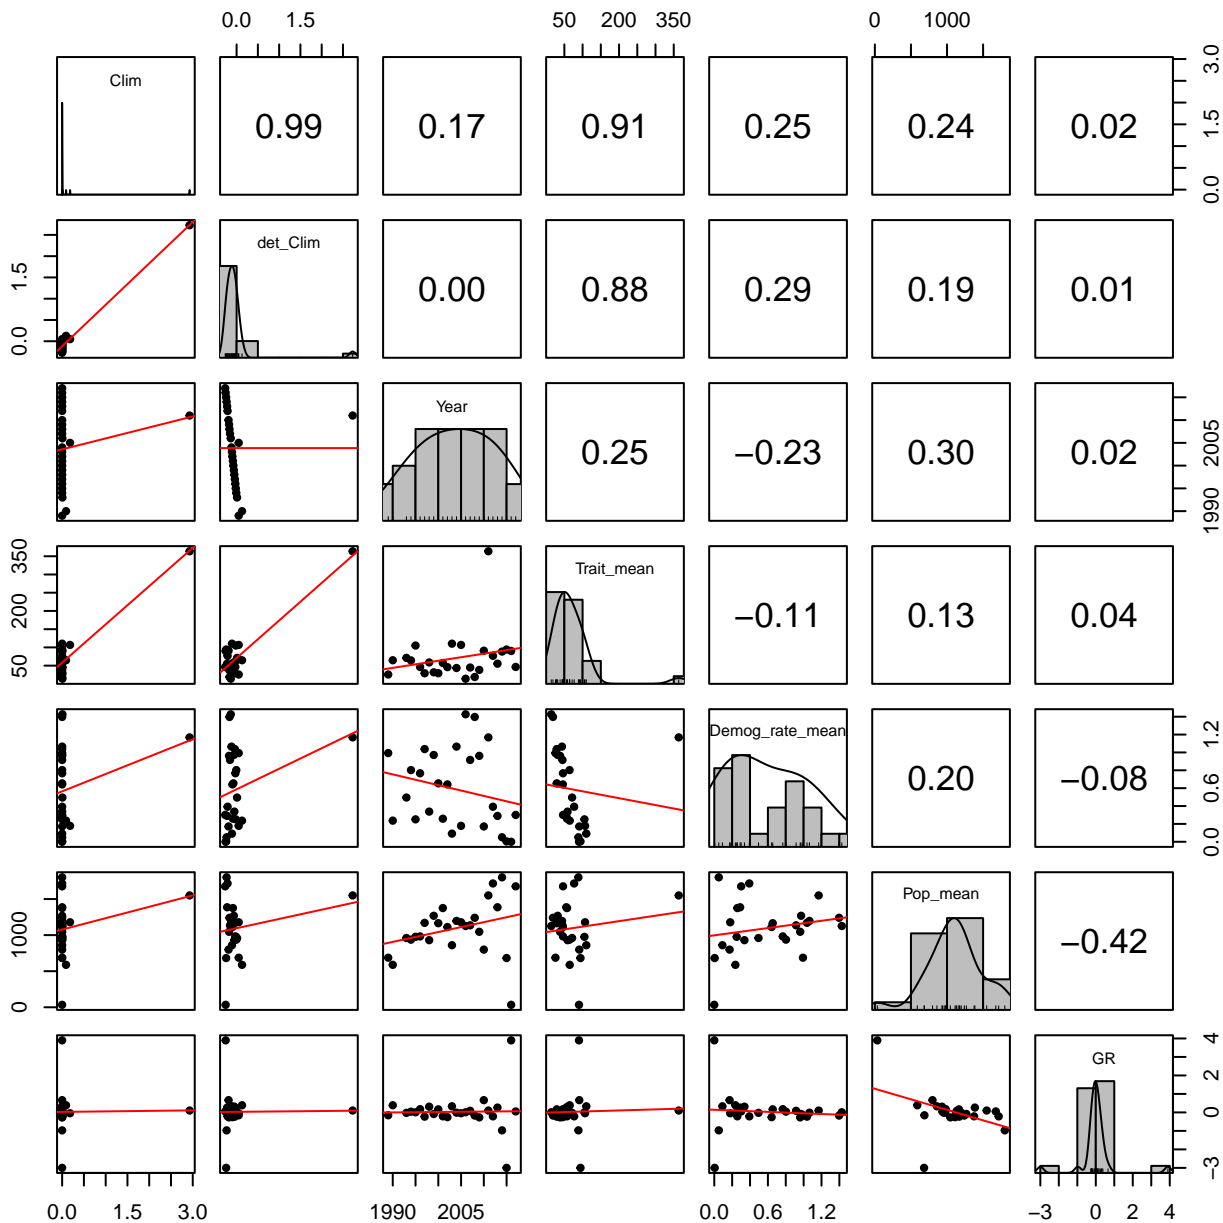 0.0 1.5 50 200 350 0 1000
Clim 0.99 0.17 0.91 0.25 0.24 0.02 0.0 1.5 3.0
0.0 1.5 det_Clim 0.00 0.88 0.29 0.19 0.01
Year 0.25 −0.23 0.30 0.02 1990 2005
50 200 350 Trait_mean −0.11 0.13 0.04
Demog_rate_mean 0.20 −0.08 0.0 0.6 1.2
0 1000 Pop_mean −0.42
GR −3 0 2 4
0.0 1.5 3.0 1990 2005 0.0 0.6 1.2 −3 0 2 4